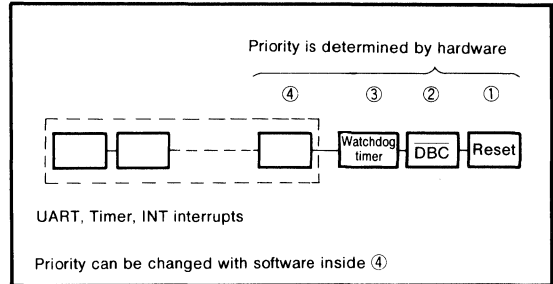 Priority is determined by hardware
④ ③ ② ①
Watchdog
timer
DBC
Reset
UART, Timer, INT interrupts
Priority can be changed with software inside ④